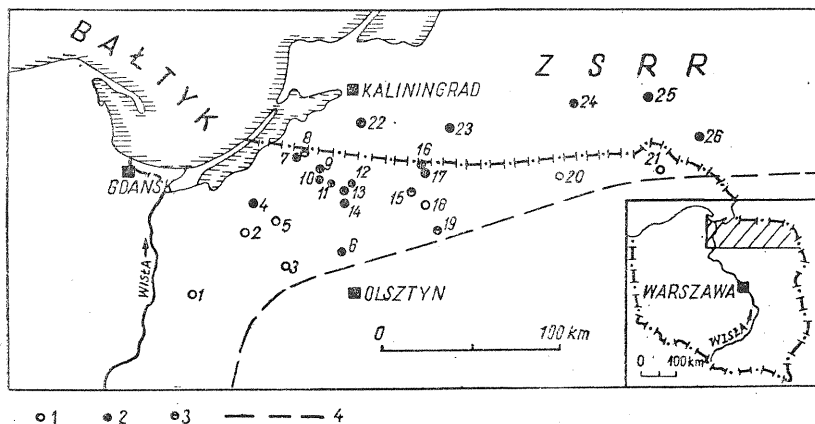 BAŁTYK
Z S R R
KALININGRAD
24
25
22
23
26
8
7
16
9
17
GDAŃSK
10
11
12
13
15
20
21
4
14
18
5
2
19
6
3
WISŁA
1
OLSZTYN
WARSZAWA
0 100 km
WISŁA
0 100 km
1 2 3 4